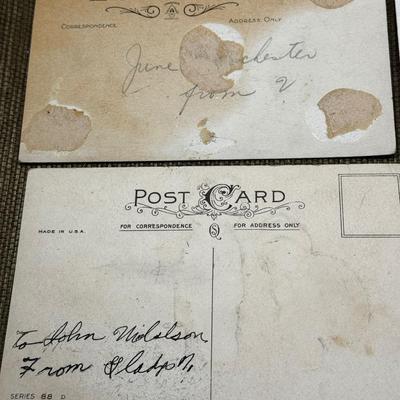 CORRESPONDENCE ADDRESS ONLY
June
from
POST CARD
MADE IN U.S.A.
FOR CORRESPONDENCE S FOR ADDRESS ONLY
To John
From Gladys N.
SERIES 88 D